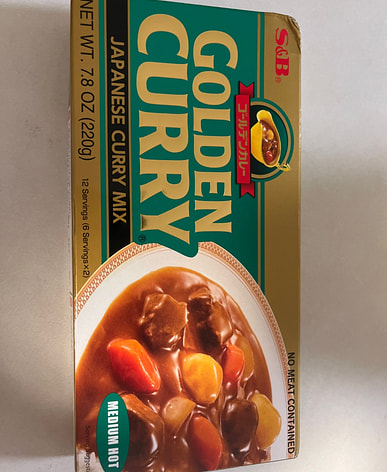 S&B®
ゴールデンカレー
GOLDEN
CURRY®
JAPANESE CURRY MIX
NET WT. 7.8 OZ (220g)
12 Servings (6 Servings×2)
NO MEAT CONTAINED
MEDIUM HOT